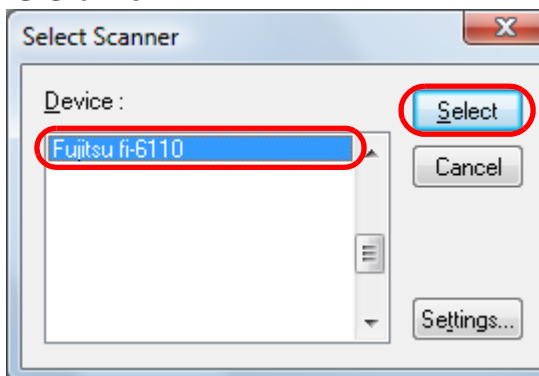 Select Scanner
Device :
Select
Fujitsu fi-6110
Cancel
Settings...